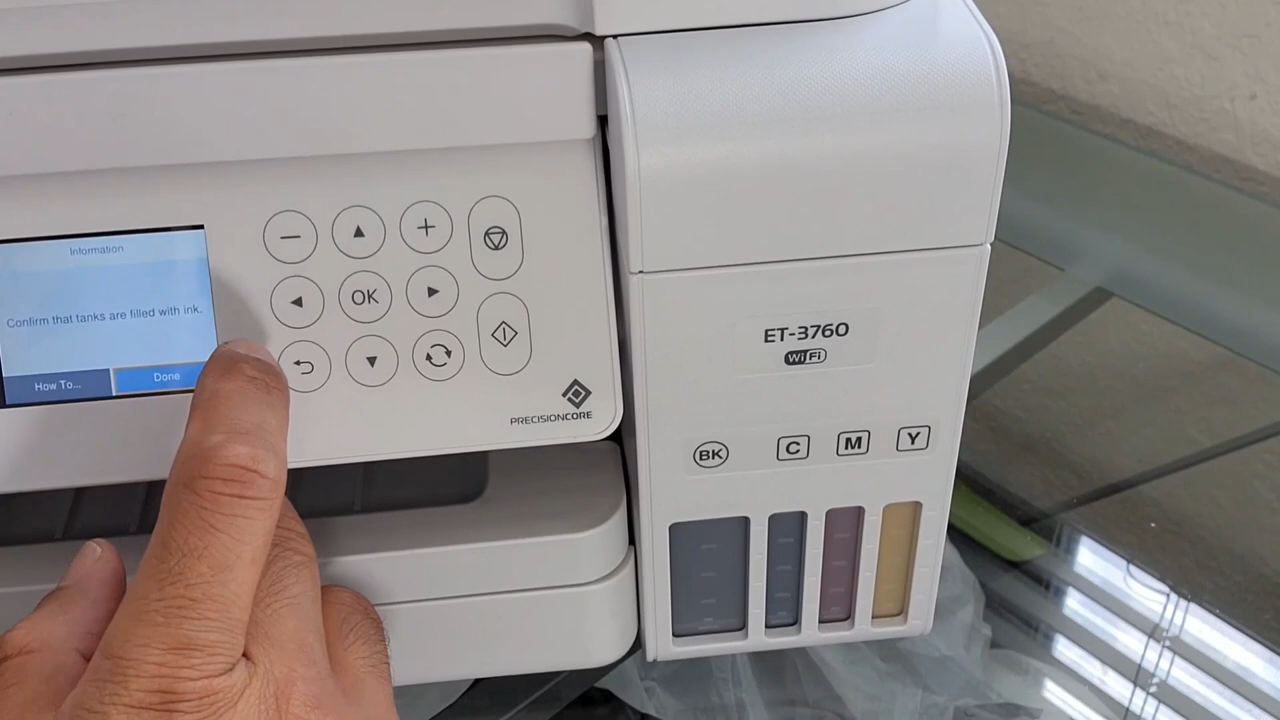 Information
Confirm that tanks are filled with ink.
How To...
Done
OK
PRECISIONCORE
ET-3760
WiFi
BK C M Y